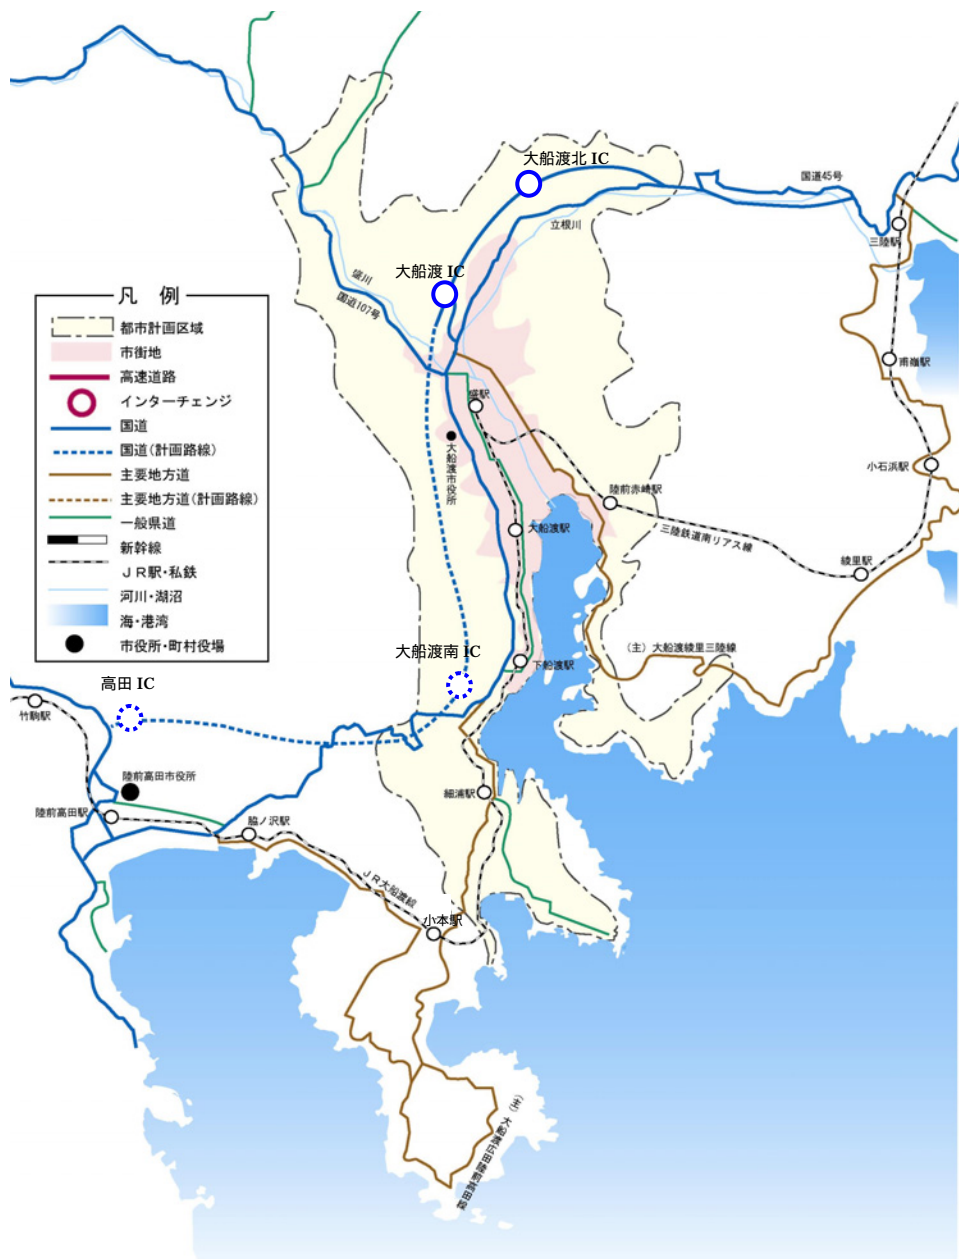 大船渡北 IC
国道45号
立根川
三陸駅
大船渡 IC
盛川
国道107号
凡 例
都市計画区域
市街地
高速道路
インターチェンジ
国道
国道(計画路線)
主要地方道
主要地方道(計画路線)
一般県道
新幹線
JR駅・私鉄
河川・湖沼
海・港湾
市役所・町村役場
甫嶺駅
盛駅
大船渡市役所
小石浜駅
陸前赤崎駅
大船渡駅
三陸鉄道南リアス線
綾里駅
大船渡南 IC
下船渡駅
(主)大船渡綾里三陸線
高田 IC
竹駒駅
陸前高田市役所
細浦駅
陸前高田駅
脇ノ沢駅
JR大船渡線
小本駅
(主)大船渡広田陸前高田線